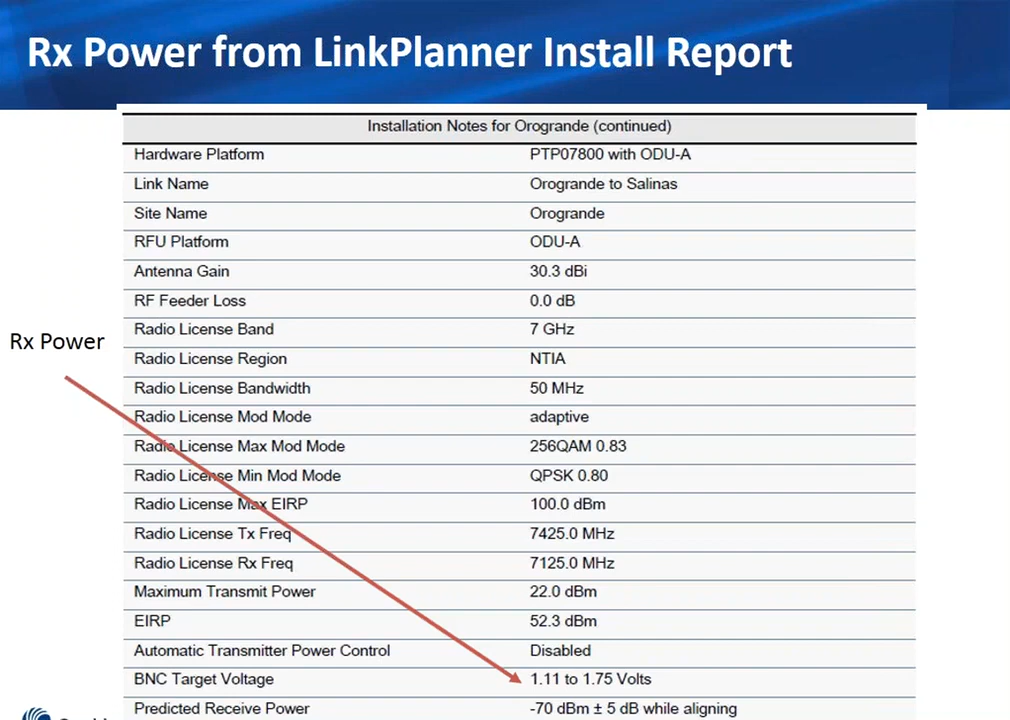 Rx Power from LinkPlanner Install Report
Installation Notes for Orogrande (continued)
Hardware Platform PTP07800 with ODU-A
Link Name Orogrande to Salinas
Site Name Orogrande
RFU Platform ODU-A
Antenna Gain 30.3 dBi
RF Feeder Loss 0.0 dB
Radio License Band 7 GHz
Rx Power
Radio License Region NTIA
Radio License Bandwidth 50 MHz
Radio License Mod Mode adaptive
Radio License Max Mod Mode 256QAM 0.83
Radio License Min Mod Mode QPSK 0.80
Radio License Max EIRP 100.0 dBm
Radio License Tx Freq 7425.0 MHz
Radio License Rx Freq 7125.0 MHz
Maximum Transmit Power 22.0 dBm
EIRP 52.3 dBm
Automatic Transmitter Power Control Disabled
BNC Target Voltage 1.11 to 1.75 Volts
Predicted Receive Power -70 dBm ± 5 dB while aligning